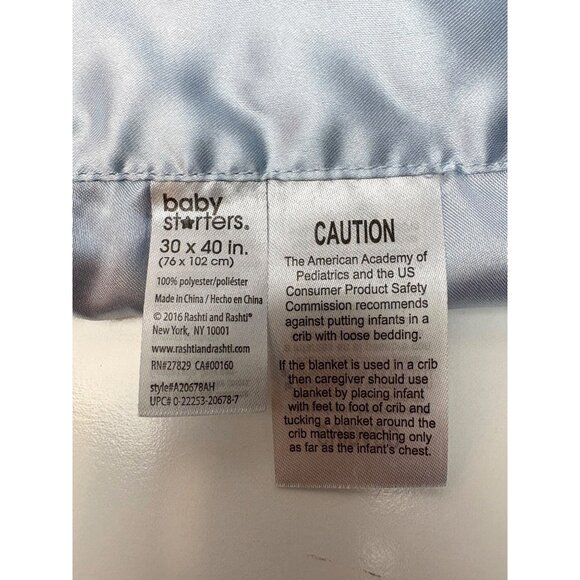 baby
st★rters®
30 x 40 in.
(76 x 102 cm)
100% polyester/poliéster
Made in China / Hecho en China
© 2016 Rashti and Rashti®
New York, NY 10001
www.rashtiandrashti.com
RN#27829 CA#00160
style#A20678AH
UPC# 0-22253-20678-7
CAUTION
The American Academy of
Pediatrics and the US
Consumer Product Safety
Commission recommends
against putting infants in a
crib with loose bedding.
If the blanket is used in a crib
then caregiver should use
blanket by placing infant
with feet to foot of crib and
tucking a blanket around the
crib mattress reaching only
as far as the infant's chest.